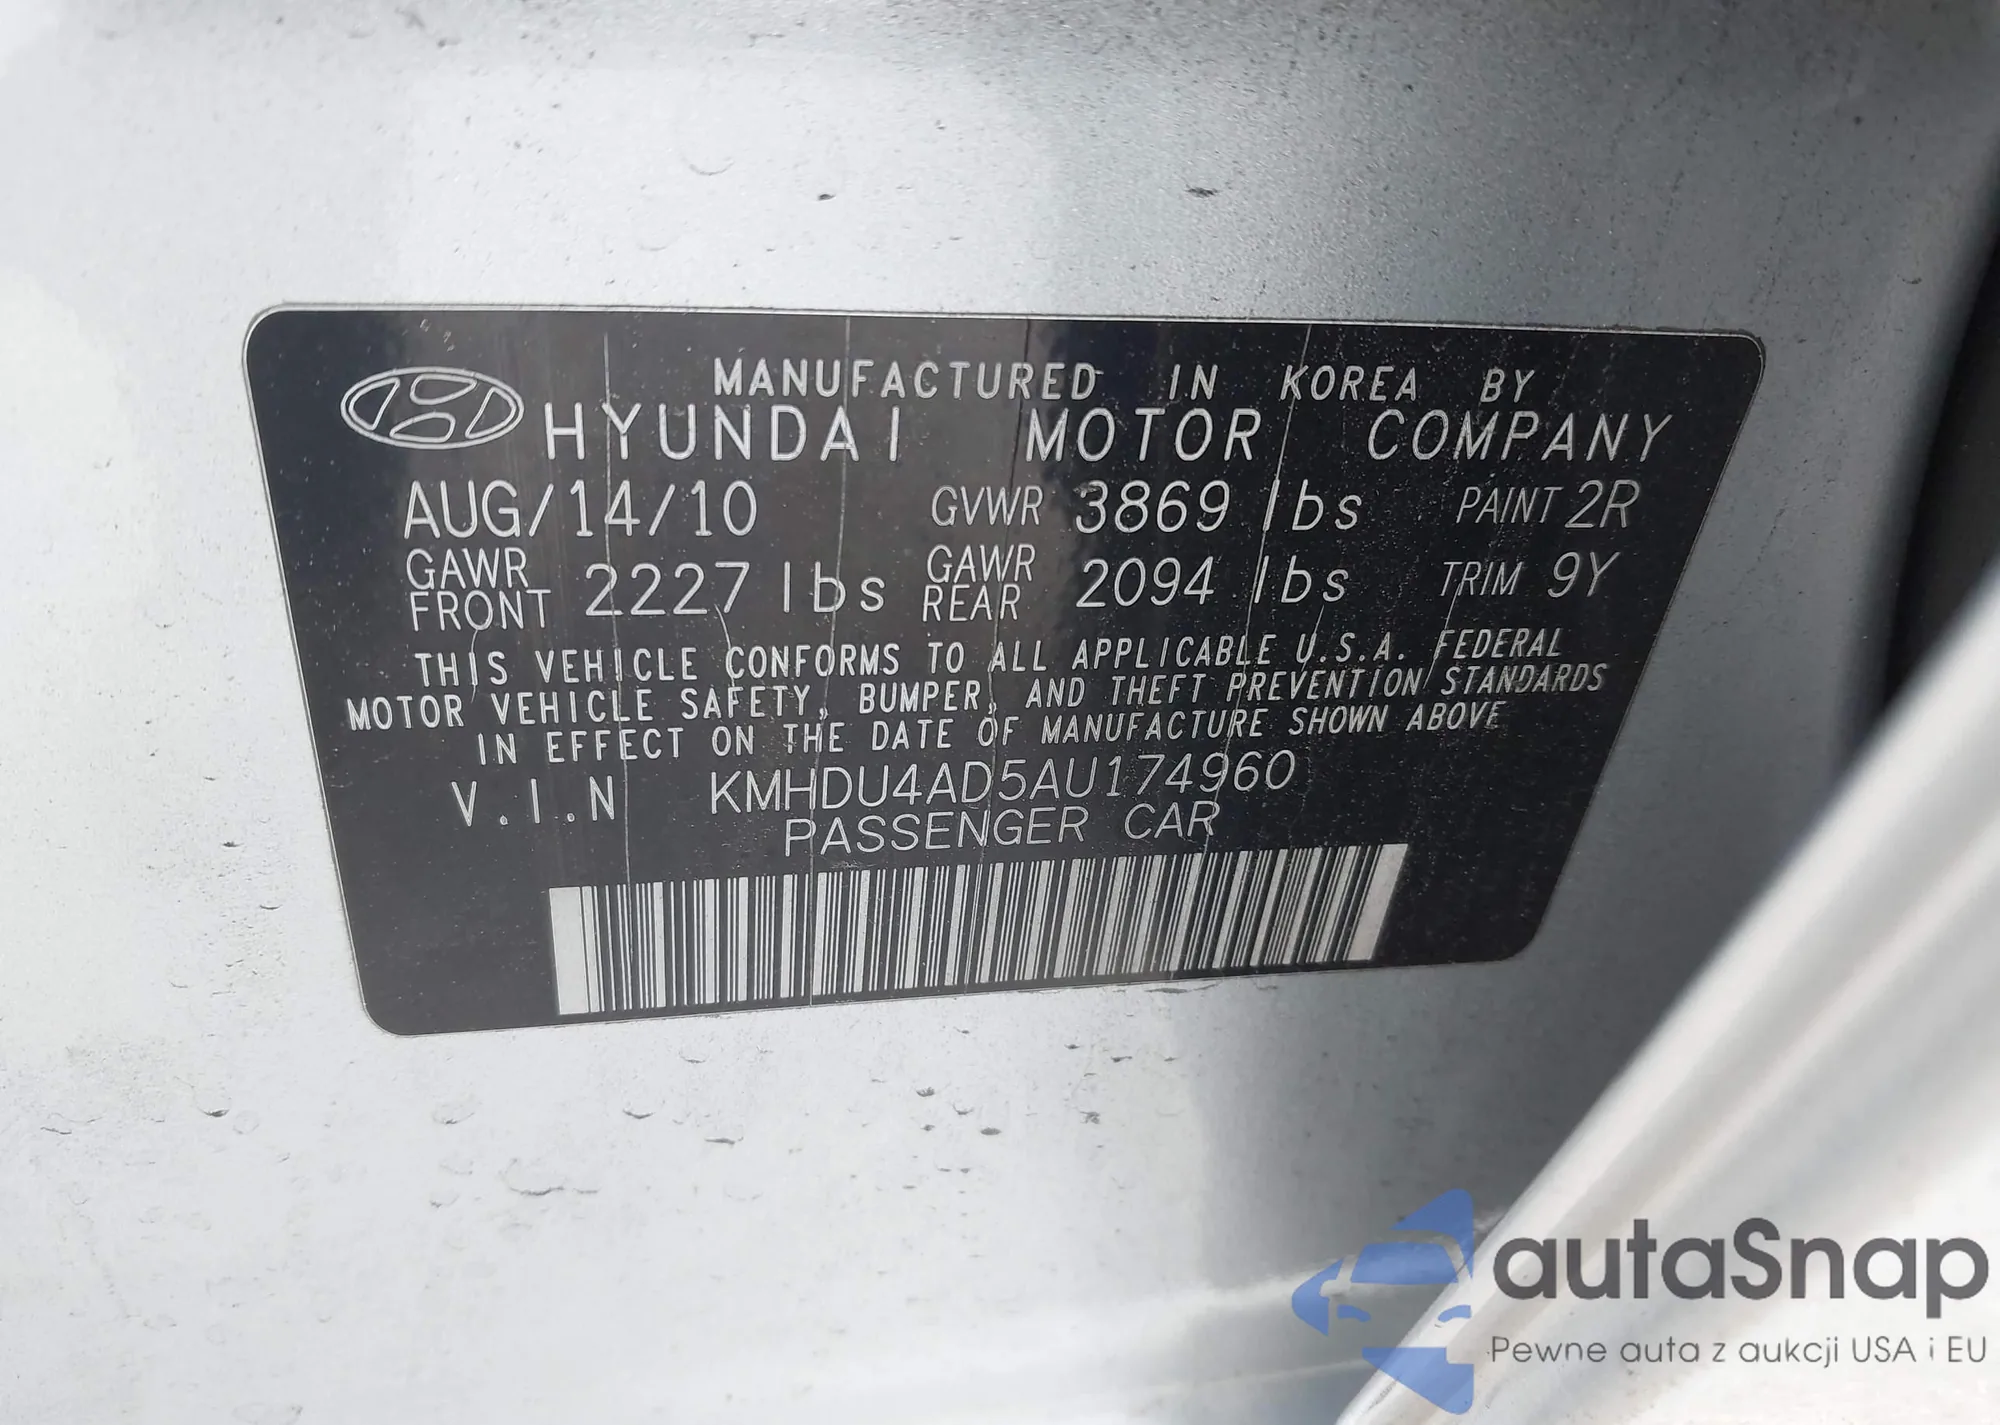 MANUFACTURED IN KOREA BY
HYUNDAI MOTOR COMPANY
AUG/14/10 GVWR 3869 lbs PAINT 2R
GAWR FRONT 2227 lbs GAWR REAR 2094 lbs TRIM 9Y
THIS VEHICLE CONFORMS TO ALL APPLICABLE U.S.A. FEDERAL
MOTOR VEHICLE SAFETY, BUMPER, AND THEFT PREVENTION STANDARDS
IN EFFECT ON THE DATE OF MANUFACTURE SHOWN ABOVE
V.I.N KMHDU4AD5AU174960
PASSENGER CAR
autaSnap
Pewne auta z aukcji USA i EU